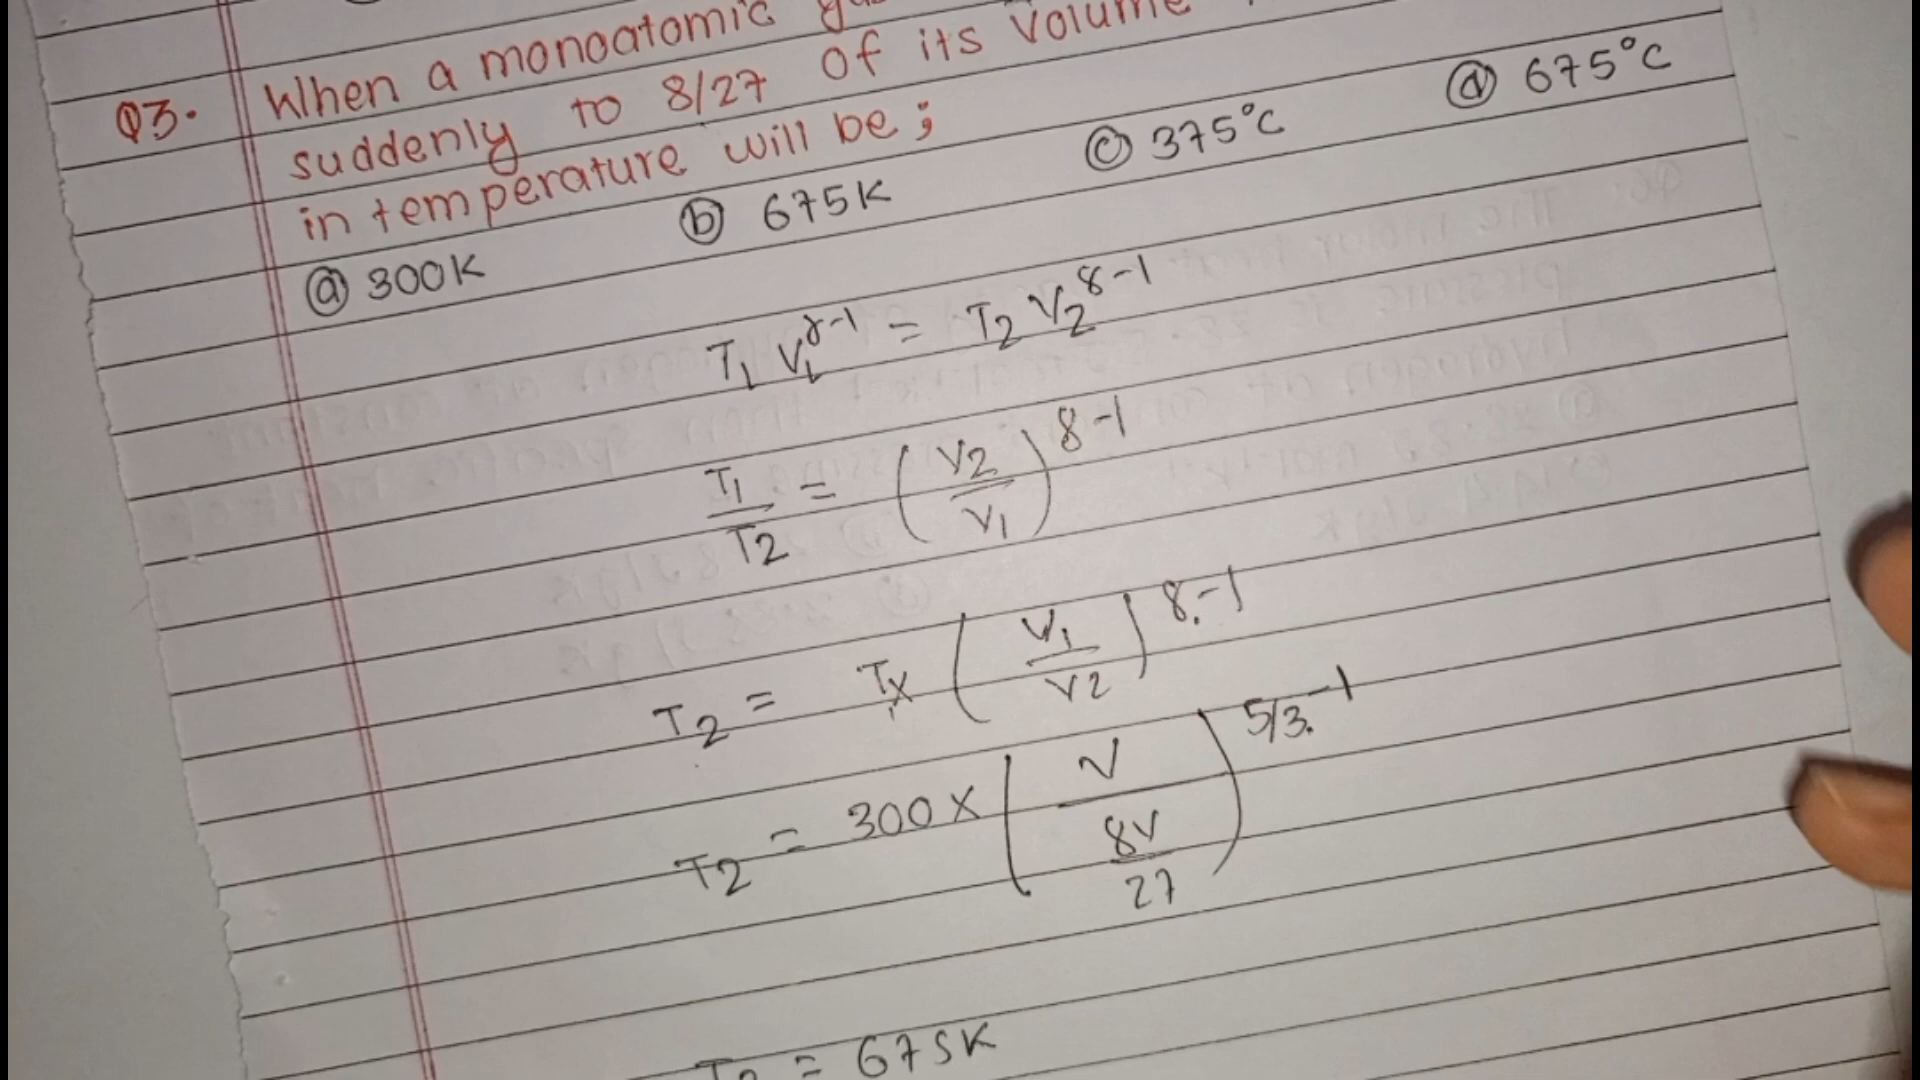 Q3. When a monoatomic
suddenly to 8/27 of its volume
in temperature will be;
(a) 300K (b) 675K (c) 375°C (d) 675°C
T₁ V₁^γ-1 = T₂ V₂^γ-1
T₁/T₂ = (V₂/V₁)^γ-1
T₂ = T₁× (V₁/V₂)^γ-1
T₂ = 300 × (V/(8V/27))^5/3-1
T₂ = 675K